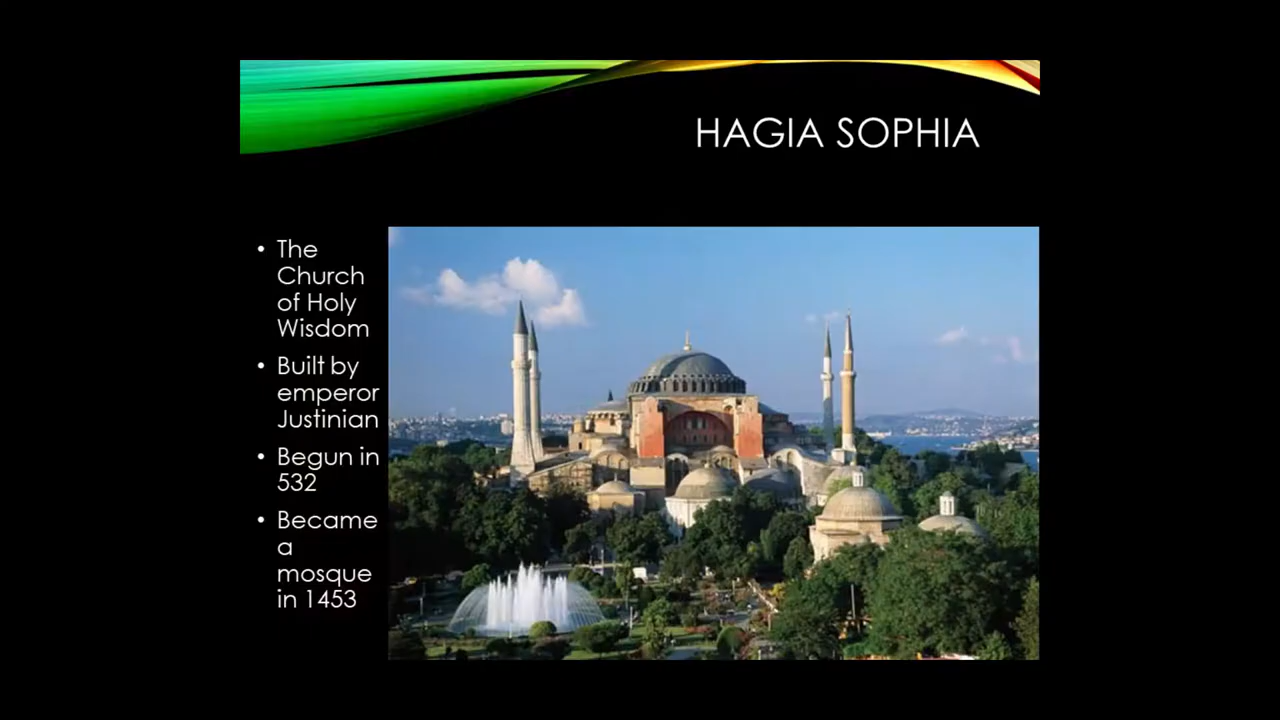 HAGIA SOPHIA
• The
Church
of Holy
Wisdom
• Built by
emperor
Justinian
• Begun in
532
• Became
a
mosque
in 1453